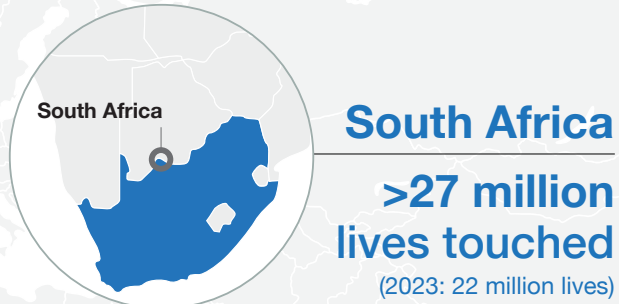 South Africa
South Africa
>27 million
lives touched
(2023: 22 million lives)